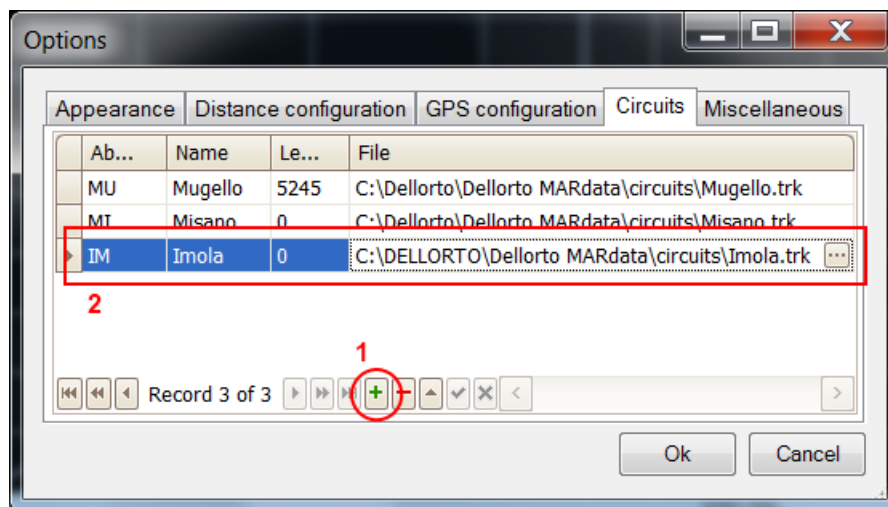 Options
Appearance Distance configuration GPS configuration Circuits Miscellaneous
Ab... Name Le... File
MU Mugello 5245 C:\Dellorto\Dellorto MARdata\circuits\Mugello.trk
MI Misano 0 C:\Dellorto\Dellorto MARdata\circuits\Misano.trk
IM Imola 0 C:\DELLORTO\Dellorto MARdata\circuits\Imola.trk ...
2
1
Record 3 of 3
Ok Cancel